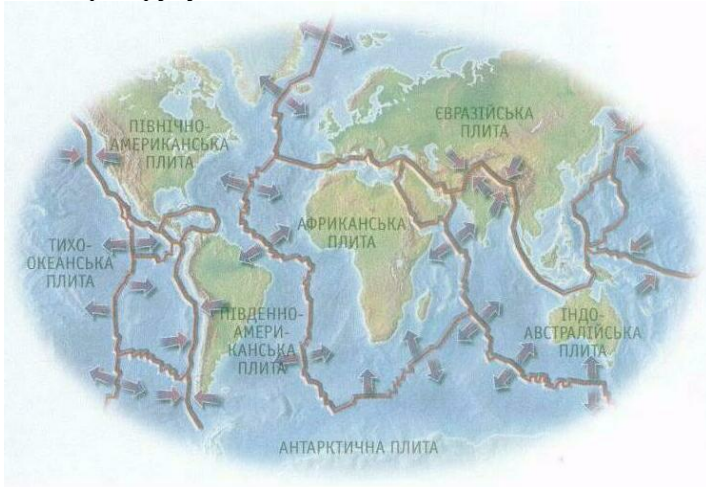 ПІВНІЧНО-
АМЕРИКАНСЬКА
ПЛИТА
ЄВРАЗІЙСЬКА
ПЛИТА
ТИХО-
ОКЕАНСЬКА
ПЛИТА
АФРИКАНСЬКА
ПЛИТА
ПІВДЕННО-
АМЕРИ-
КАНСЬКА
ПЛИТА
ІНДО-
АВСТРАЛІЙСЬКА
ПЛИТА
АНТАРКТИЧНА ПЛИТА